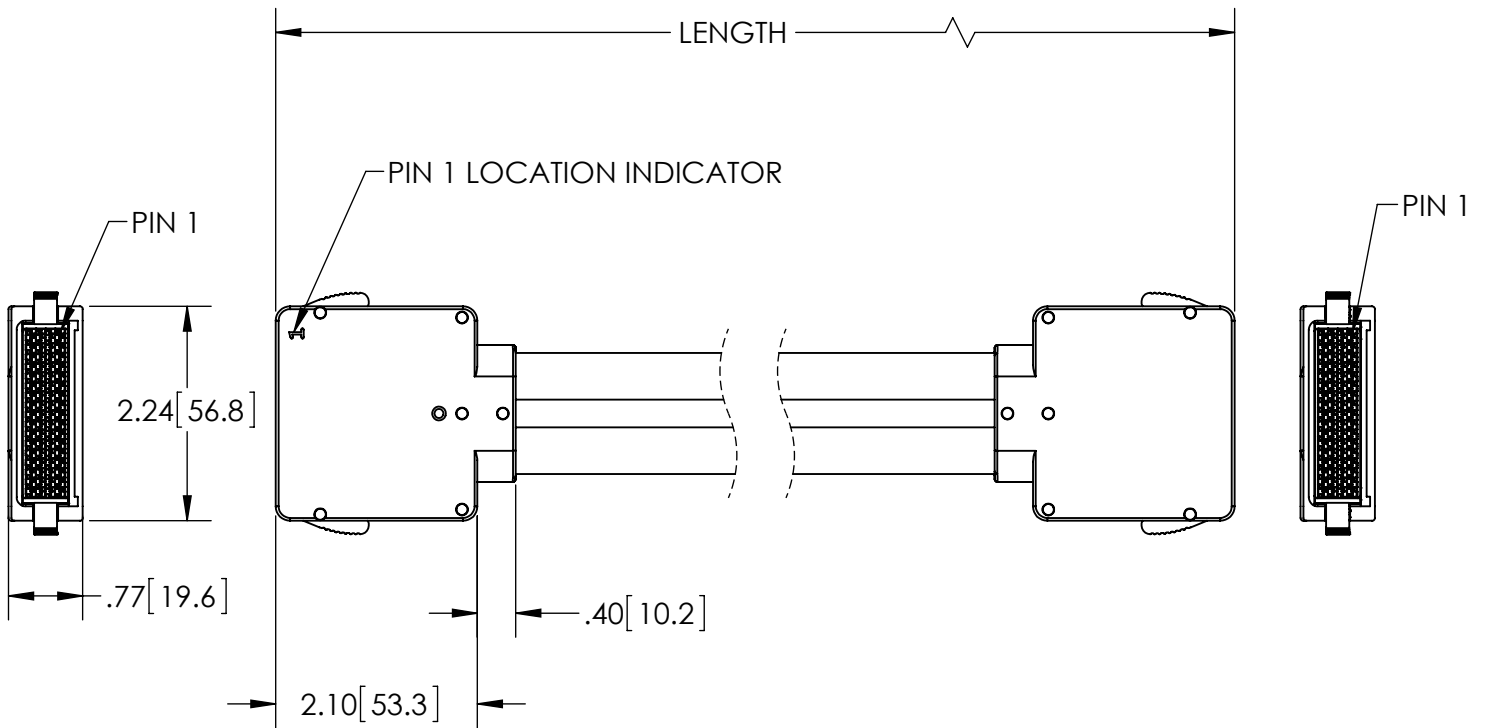 LENGTH
PIN 1 LOCATION INDICATOR
PIN 1
PIN 1
1
2.24[56.8]
.77[19.6]
.40[10.2]
2.10[53.3]